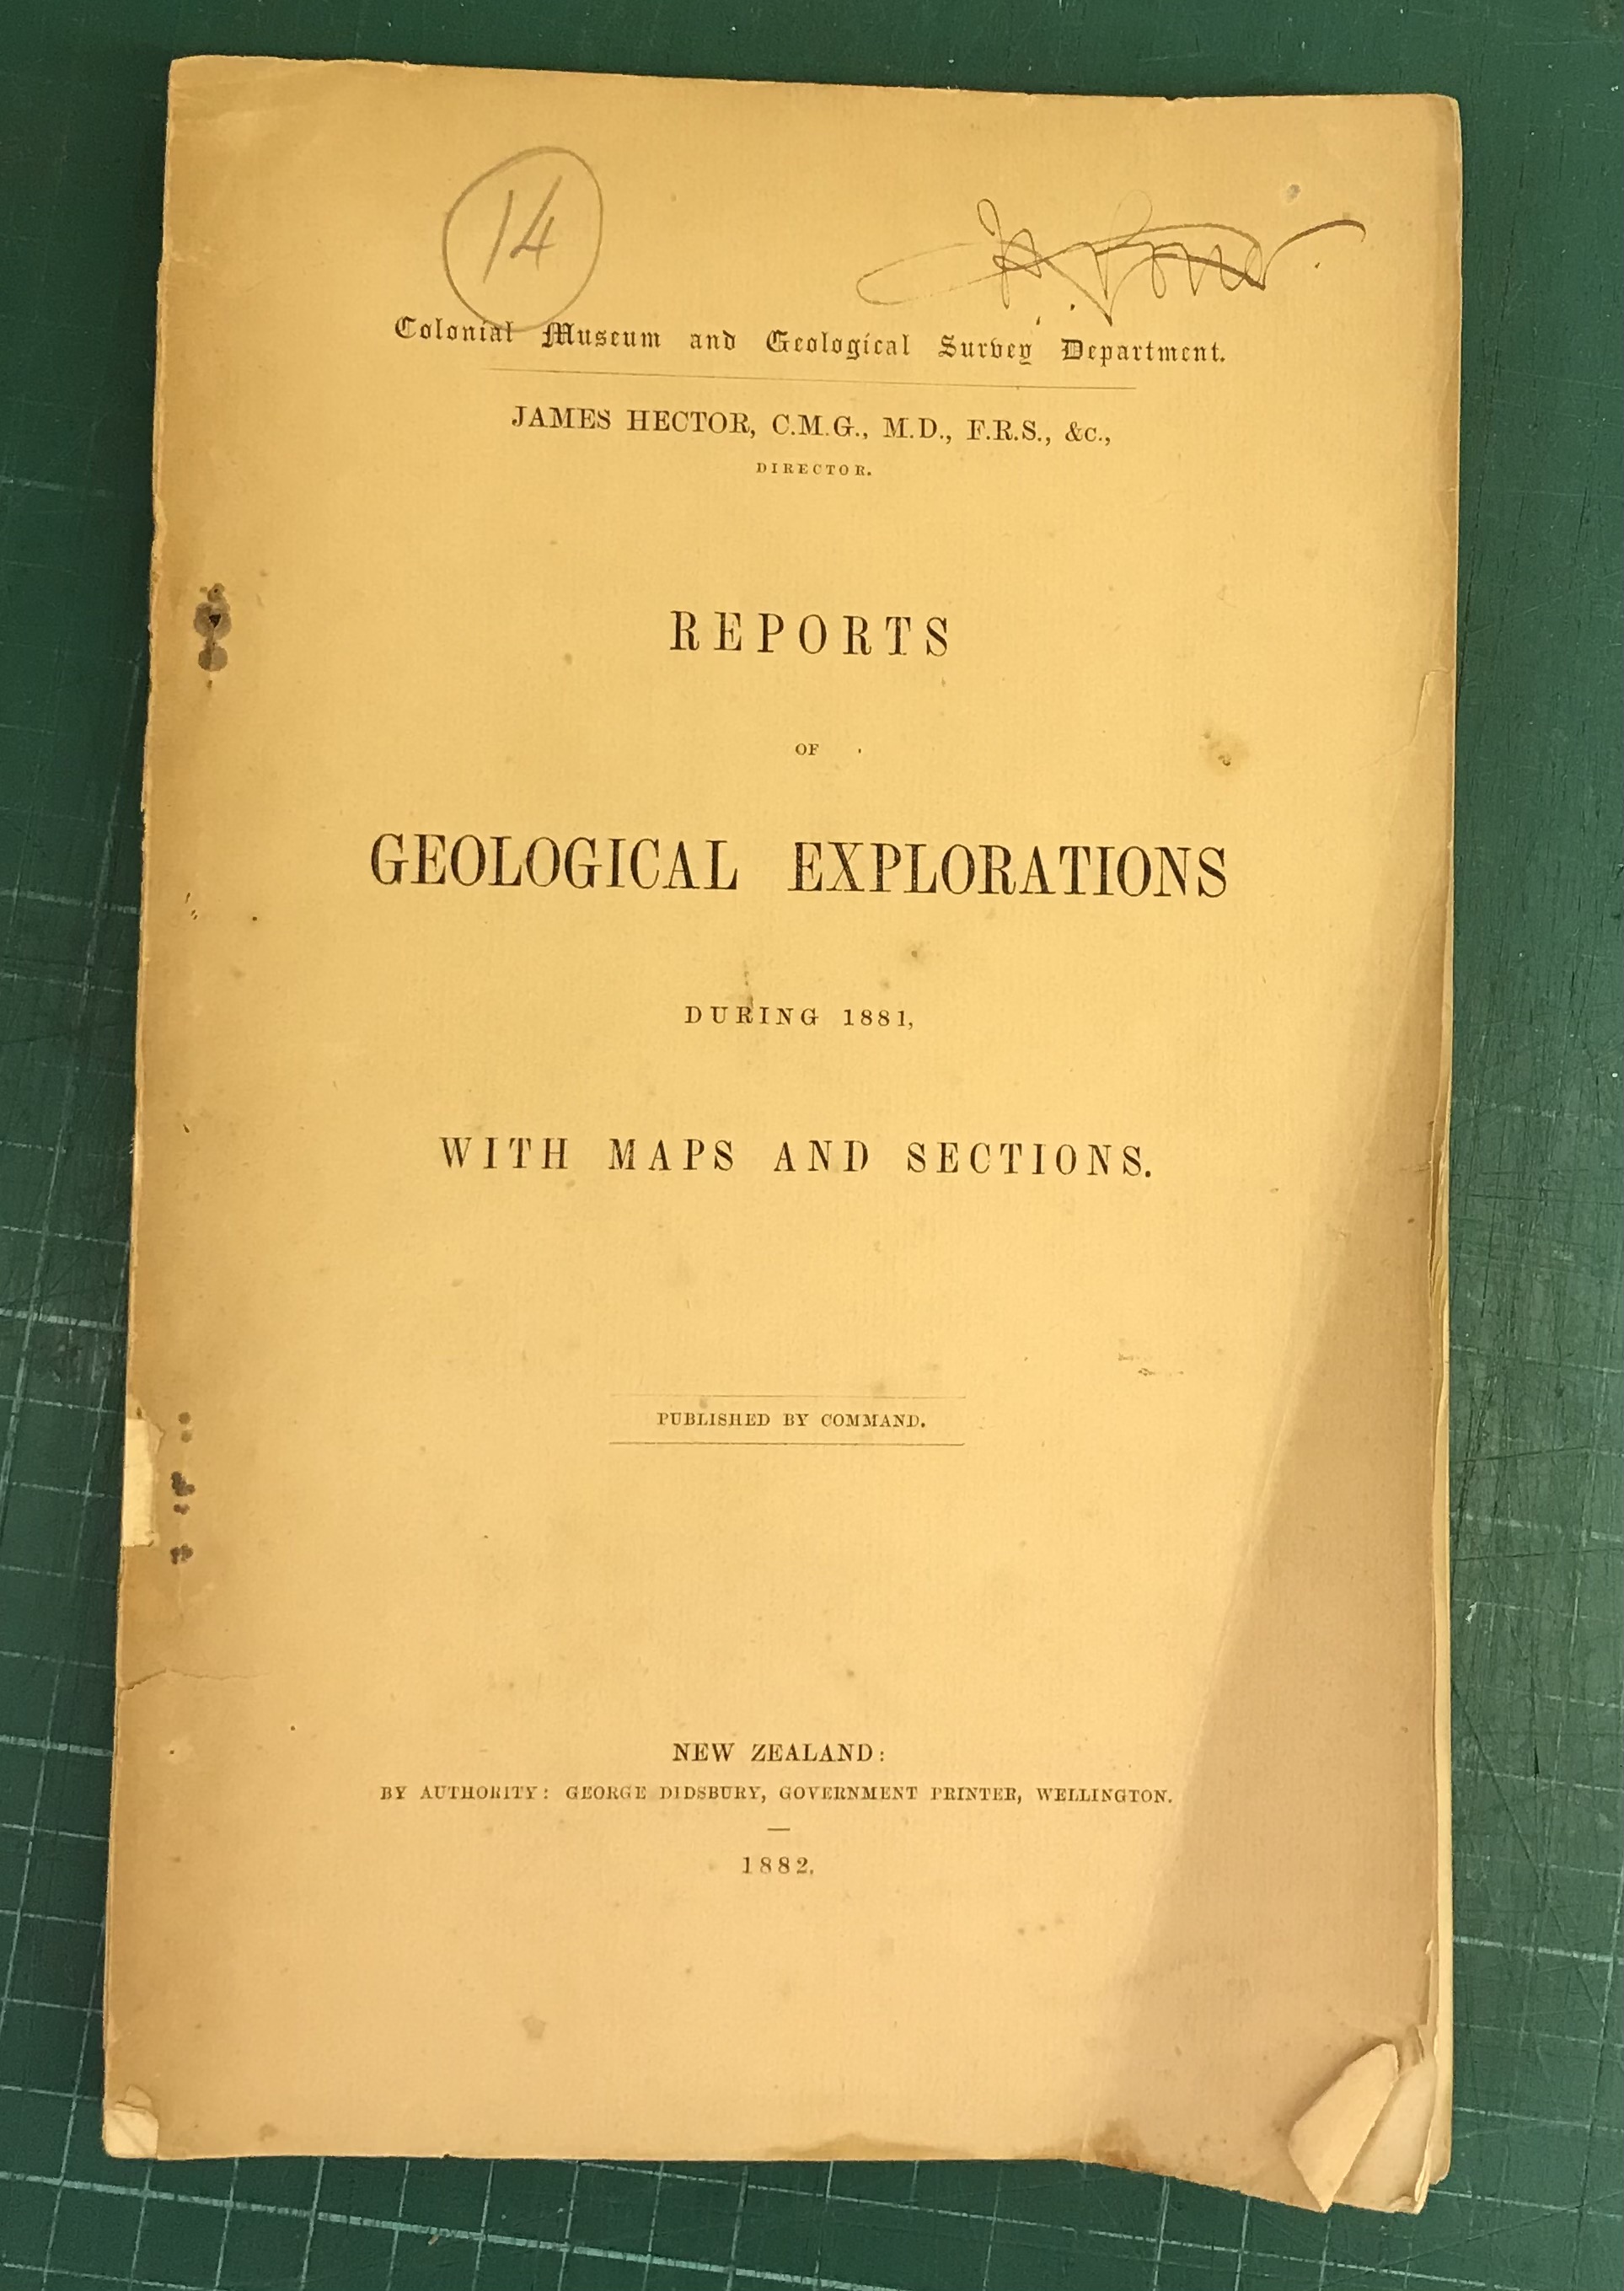 14
Colonial Museum and Geological Survey Department.
JAMES HECTOR, C.M.G., M.D., F.R.S., &c.,
DIRECTOR.
REPORTS
OF
GEOLOGICAL EXPLORATIONS
DURING 1881,
WITH MAPS AND SECTIONS.
PUBLISHED BY COMMAND.
NEW ZEALAND:
BY AUTHORITY: GEORGE DIDSBURY, GOVERNMENT PRINTER, WELLINGTON.
1882.